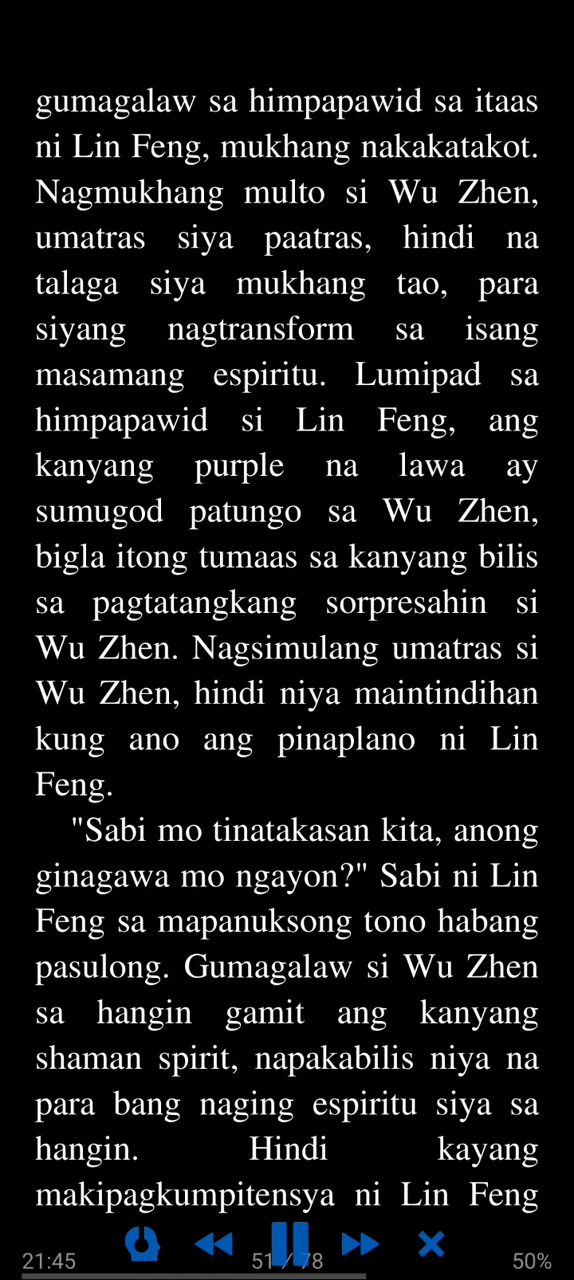 gumagalaw sa himpapawid sa itaas
ni Lin Feng, mukhang nakakatakot.
Nagmukhang multo si Wu Zhen,
umatras siya paatras, hindi na
talaga siya mukhang tao, para
siyang nagtransform sa isang
masamang espiritu. Lumipad sa
himpapawid si Lin Feng, ang
kanyang purple na lawa ay
sumugod patungo sa Wu Zhen,
bigla itong tumaas sa kanyang bilis
sa pagtatangkang sorpresahin si
Wu Zhen. Nagsimulang umatras si
Wu Zhen, hindi niya maintindihan
kung ano ang pinaplano ni Lin
Feng.
"Sabi mo tinatakasan kita, anong
ginagawa mo ngayon?" Sabi ni Lin
Feng sa mapanuksong tono habang
pasulong. Gumagalaw si Wu Zhen
sa hangin gamit ang kanyang
shaman spirit, napakabilis niya na
para bang naging espiritu siya sa
hangin. Hindi kayang
makipagkumpitensya ni Lin Feng
21:45 51 / 78 50%